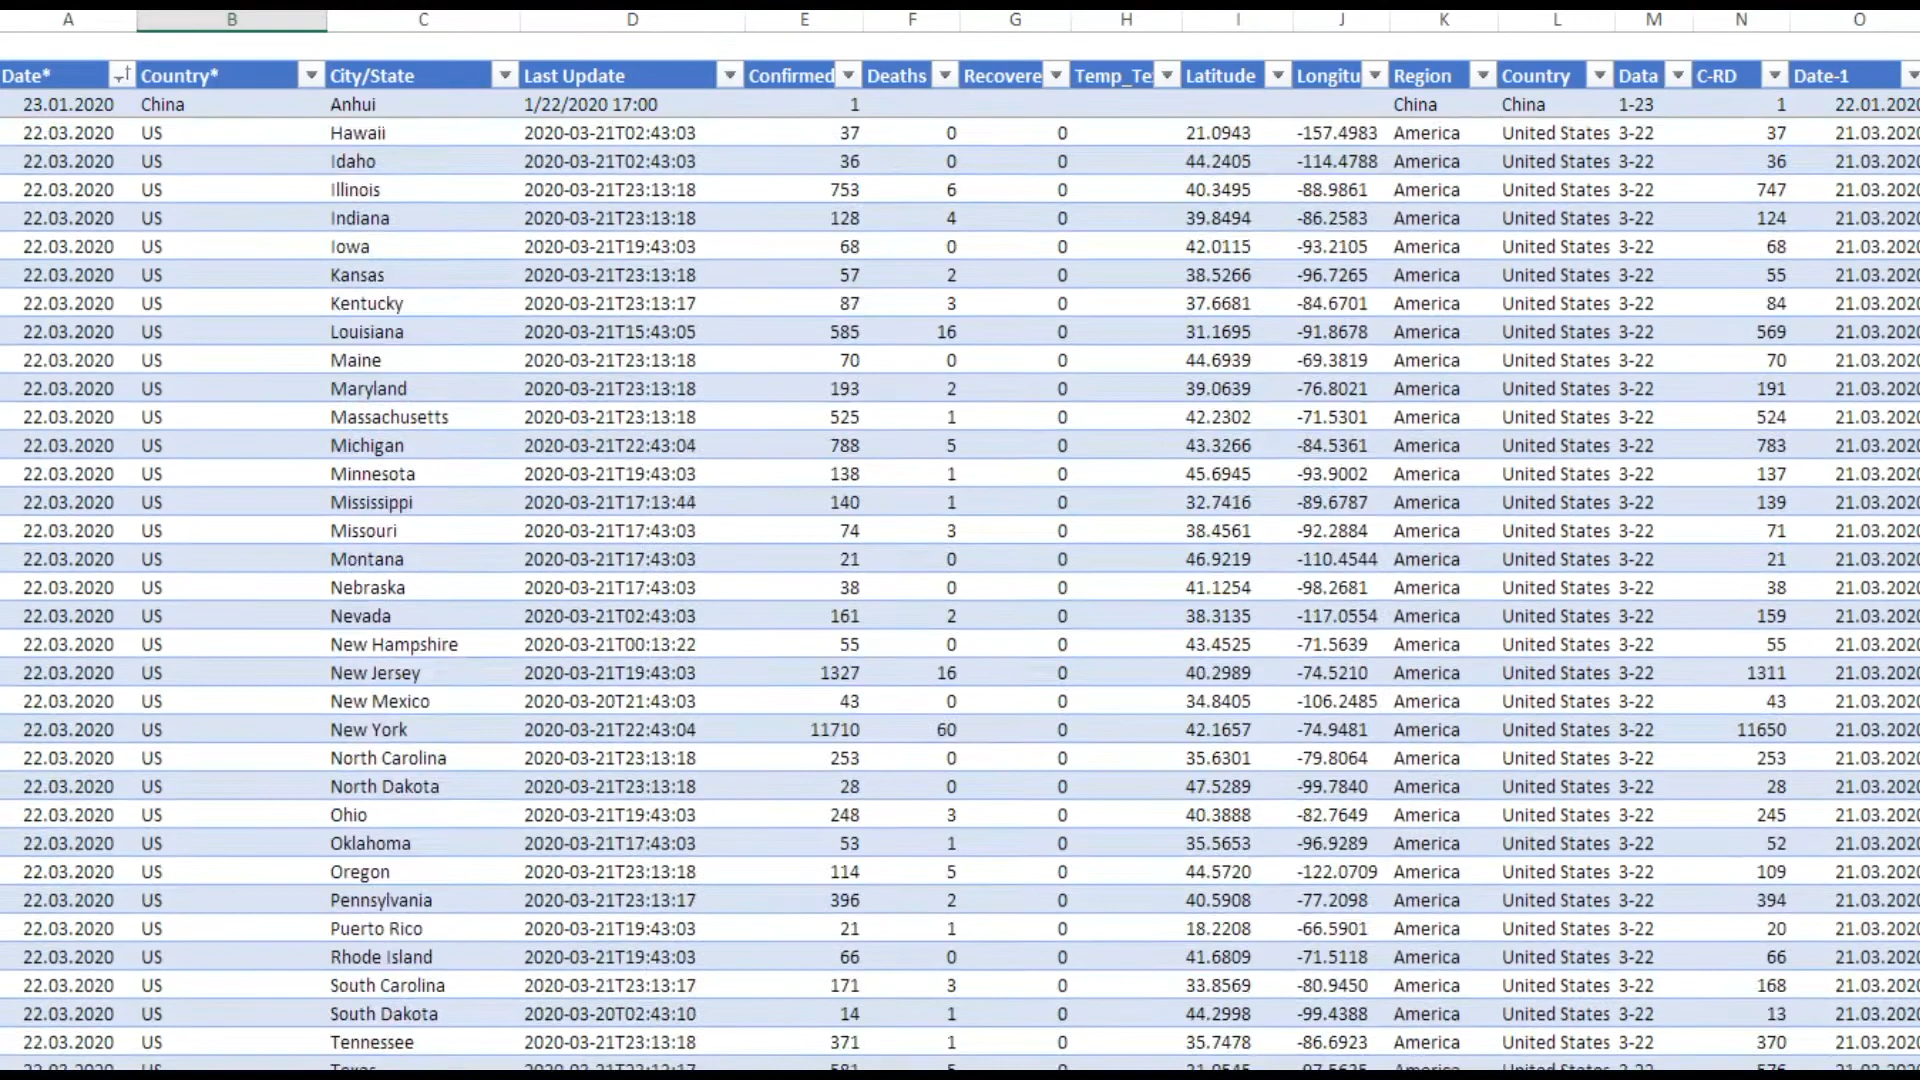 A B C D E F G H I J K L M N O
Date* Country* City/State Last Update Confirmed Deaths Recovere Temp_Te Latitude Longitu Region Country Data C-RD Date-1
23.01.2020 China Anhui 1/22/2020 17:00 1 China China 1-23 1 22.01.2020
22.03.2020 US Hawaii 2020-03-21T02:43:03 37 0 0 21.0943 -157.4983 America United States 3-22 37 21.03.2020
22.03.2020 US Idaho 2020-03-21T02:43:03 36 0 0 44.2405 -114.4788 America United States 3-22 36 21.03.2020
22.03.2020 US Illinois 2020-03-21T23:13:18 753 6 0 40.3495 -88.9861 America United States 3-22 747 21.03.2020
22.03.2020 US Indiana 2020-03-21T23:13:18 128 4 0 39.8494 -86.2583 America United States 3-22 124 21.03.2020
22.03.2020 US Iowa 2020-03-21T19:43:03 68 0 0 42.0115 -93.2105 America United States 3-22 68 21.03.2020
22.03.2020 US Kansas 2020-03-21T23:13:18 57 2 0 38.5266 -96.7265 America United States 3-22 55 21.03.2020
22.03.2020 US Kentucky 2020-03-21T23:13:17 87 3 0 37.6681 -84.6701 America United States 3-22 84 21.03.2020
22.03.2020 US Louisiana 2020-03-21T15:43:05 585 16 0 31.1695 -91.8678 America United States 3-22 569 21.03.2020
22.03.2020 US Maine 2020-03-21T23:13:18 70 0 0 44.6939 -69.3819 America United States 3-22 70 21.03.2020
22.03.2020 US Maryland 2020-03-21T23:13:18 193 2 0 39.0639 -76.8021 America United States 3-22 191 21.03.2020
22.03.2020 US Massachusetts 2020-03-21T23:13:18 525 1 0 42.2302 -71.5301 America United States 3-22 524 21.03.2020
22.03.2020 US Michigan 2020-03-21T22:43:04 788 5 0 43.3266 -84.5361 America United States 3-22 783 21.03.2020
22.03.2020 US Minnesota 2020-03-21T19:43:03 138 1 0 45.6945 -93.9002 America United States 3-22 137 21.03.2020
22.03.2020 US Mississippi 2020-03-21T17:13:44 140 1 0 32.7416 -89.6787 America United States 3-22 139 21.03.2020
22.03.2020 US Missouri 2020-03-21T17:43:03 74 3 0 38.4561 -92.2884 America United States 3-22 71 21.03.2020
22.03.2020 US Montana 2020-03-21T17:43:03 21 0 0 46.9219 -110.4544 America United States 3-22 21 21.03.2020
22.03.2020 US Nebraska 2020-03-21T17:43:03 38 0 0 41.1254 -98.2681 America United States 3-22 38 21.03.2020
22.03.2020 US Nevada 2020-03-21T02:43:03 161 2 0 38.3135 -117.0554 America United States 3-22 159 21.03.2020
22.03.2020 US New Hampshire 2020-03-21T00:13:22 55 0 0 43.4525 -71.5639 America United States 3-22 55 21.03.2020
22.03.2020 US New Jersey 2020-03-21T19:43:03 1327 16 0 40.2989 -74.5210 America United States 3-22 1311 21.03.2020
22.03.2020 US New Mexico 2020-03-20T21:43:03 43 0 0 34.8405 -106.2485 America United States 3-22 43 21.03.2020
22.03.2020 US New York 2020-03-21T22:43:04 11710 60 0 42.1657 -74.9481 America United States 3-22 11650 21.03.2020
22.03.2020 US North Carolina 2020-03-21T23:13:18 253 0 0 35.6301 -79.8064 America United States 3-22 253 21.03.2020
22.03.2020 US North Dakota 2020-03-21T23:13:18 28 0 0 47.5289 -99.7840 America United States 3-22 28 21.03.2020
22.03.2020 US Ohio 2020-03-21T19:43:03 248 3 0 40.3888 -82.7649 America United States 3-22 245 21.03.2020
22.03.2020 US Oklahoma 2020-03-21T17:43:03 53 1 0 35.5653 -96.9289 America United States 3-22 52 21.03.2020
22.03.2020 US Oregon 2020-03-21T23:13:18 114 5 0 44.5720 -122.0709 America United States 3-22 109 21.03.2020
22.03.2020 US Pennsylvania 2020-03-21T23:13:17 396 2 0 40.5908 -77.2098 America United States 3-22 394 21.03.2020
22.03.2020 US Puerto Rico 2020-03-21T19:43:03 21 1 0 18.2208 -66.5901 America United States 3-22 20 21.03.2020
22.03.2020 US Rhode Island 2020-03-21T19:43:03 66 0 0 41.6809 -71.5118 America United States 3-22 66 21.03.2020
22.03.2020 US South Carolina 2020-03-21T23:13:17 171 3 0 33.8569 -80.9450 America United States 3-22 168 21.03.2020
22.03.2020 US South Dakota 2020-03-20T02:43:10 14 1 0 44.2998 -99.4388 America United States 3-22 13 21.03.2020
22.03.2020 US Tennessee 2020-03-21T23:13:18 371 1 0 35.7478 -86.6923 America United States 3-22 370 21.03.2020